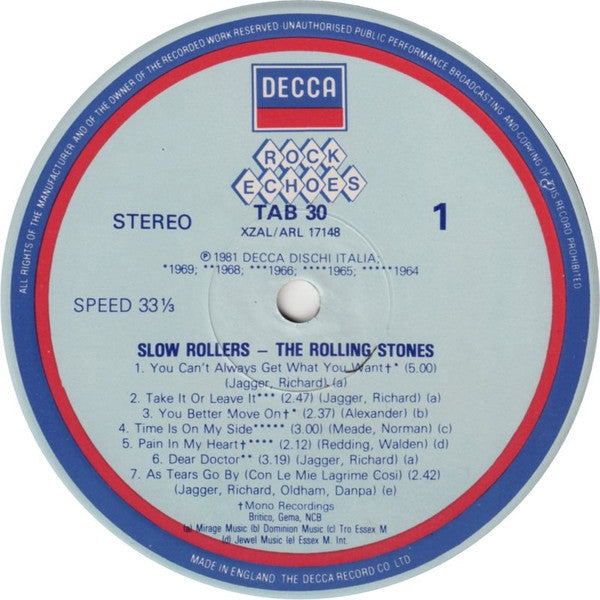 ALL RIGHTS OF THE MANUFACTURER AND OF THE OWNER OF THE RECORDED WORK RESERVED·UNAUTHORISED PUBLIC PERFORMANCE BROADCASTING AND COPYING OF THIS RECORD PROHIBITED
DECCA
ROCK
ECHOES
TAB 30
XZAL/ARL 17148
STEREO
1
℗1981 DECCA DISCHI ITALIA;
*1969; **1968; ***1966; ****1965; *****1964
SPEED 33⅓
SLOW ROLLERS – THE ROLLING STONES
1. You Can't Always Get What You Want†* (5.00)
(Jagger, Richard) (a)
2. Take It Or Leave It*** (2.47) (Jagger, Richard) (a)
3. You Better Move On†* (2.37) (Alexander) (b)
4. Time Is On My Side***** (3.00) (Meade, Norman) (c)
5. Pain In My Heart†**** (2.12) (Redding, Walden) (d)
6. Dear Doctor** (3.19) (Jagger, Richard) (a)
7. As Tears Go By (Con Le Mie Lagrime Cosi) (2.42)
(Jagger, Richard, Oldham, Danpa) (e)
†Mono Recordings
Britico, Gema, NCB
(a) Mirage Music (b) Dominion Music (c) Tro Essex M
(d) Jewel Music (e) Essex M. Int.
MADE IN ENGLAND THE DECCA RECORD CO LTD